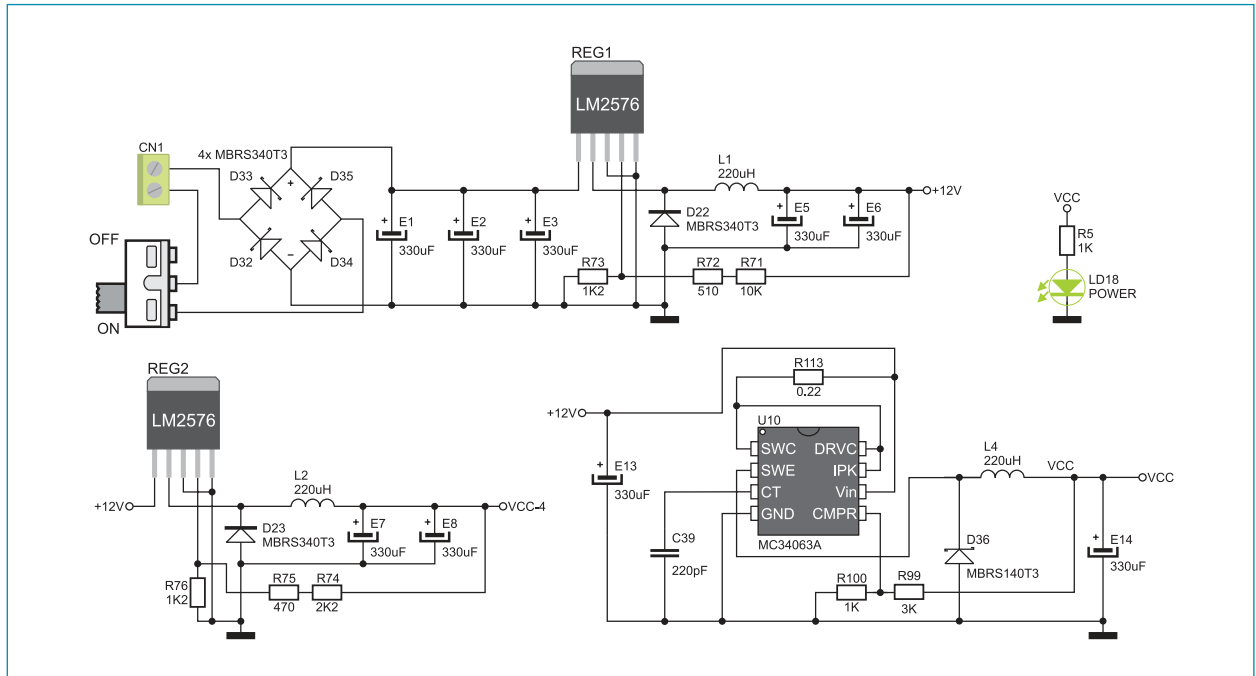 REG1
LM2576
CN1
4x MBRS340T3
D33
D35
+
−
D32
D34
OFF
ON
+
E1
330uF
+
E2
330uF
+
E3
330uF
L1
220uH
+12V
D22
MBRS340T3
+
E5
330uF
+
E6
330uF
R73
1K2
R72
510
R71
10K
VCC
R5
1K
LD18
POWER
REG2
LM2576
+12V
L2
220uH
VCC-4
D23
MBRS340T3
+
E7
330uF
+
E8
330uF
R76
1K2
R75
470
R74
2K2
+12V
+
E13
330uF
R113
0.22
U10
SWC
DRVC
SWE
IPK
CT
Vin
GND
CMPR
MC34063A
C39
220pF
L4
220uH
VCC
VCC
D36
MBRS140T3
+
E14
330uF
R100
1K
R99
3K